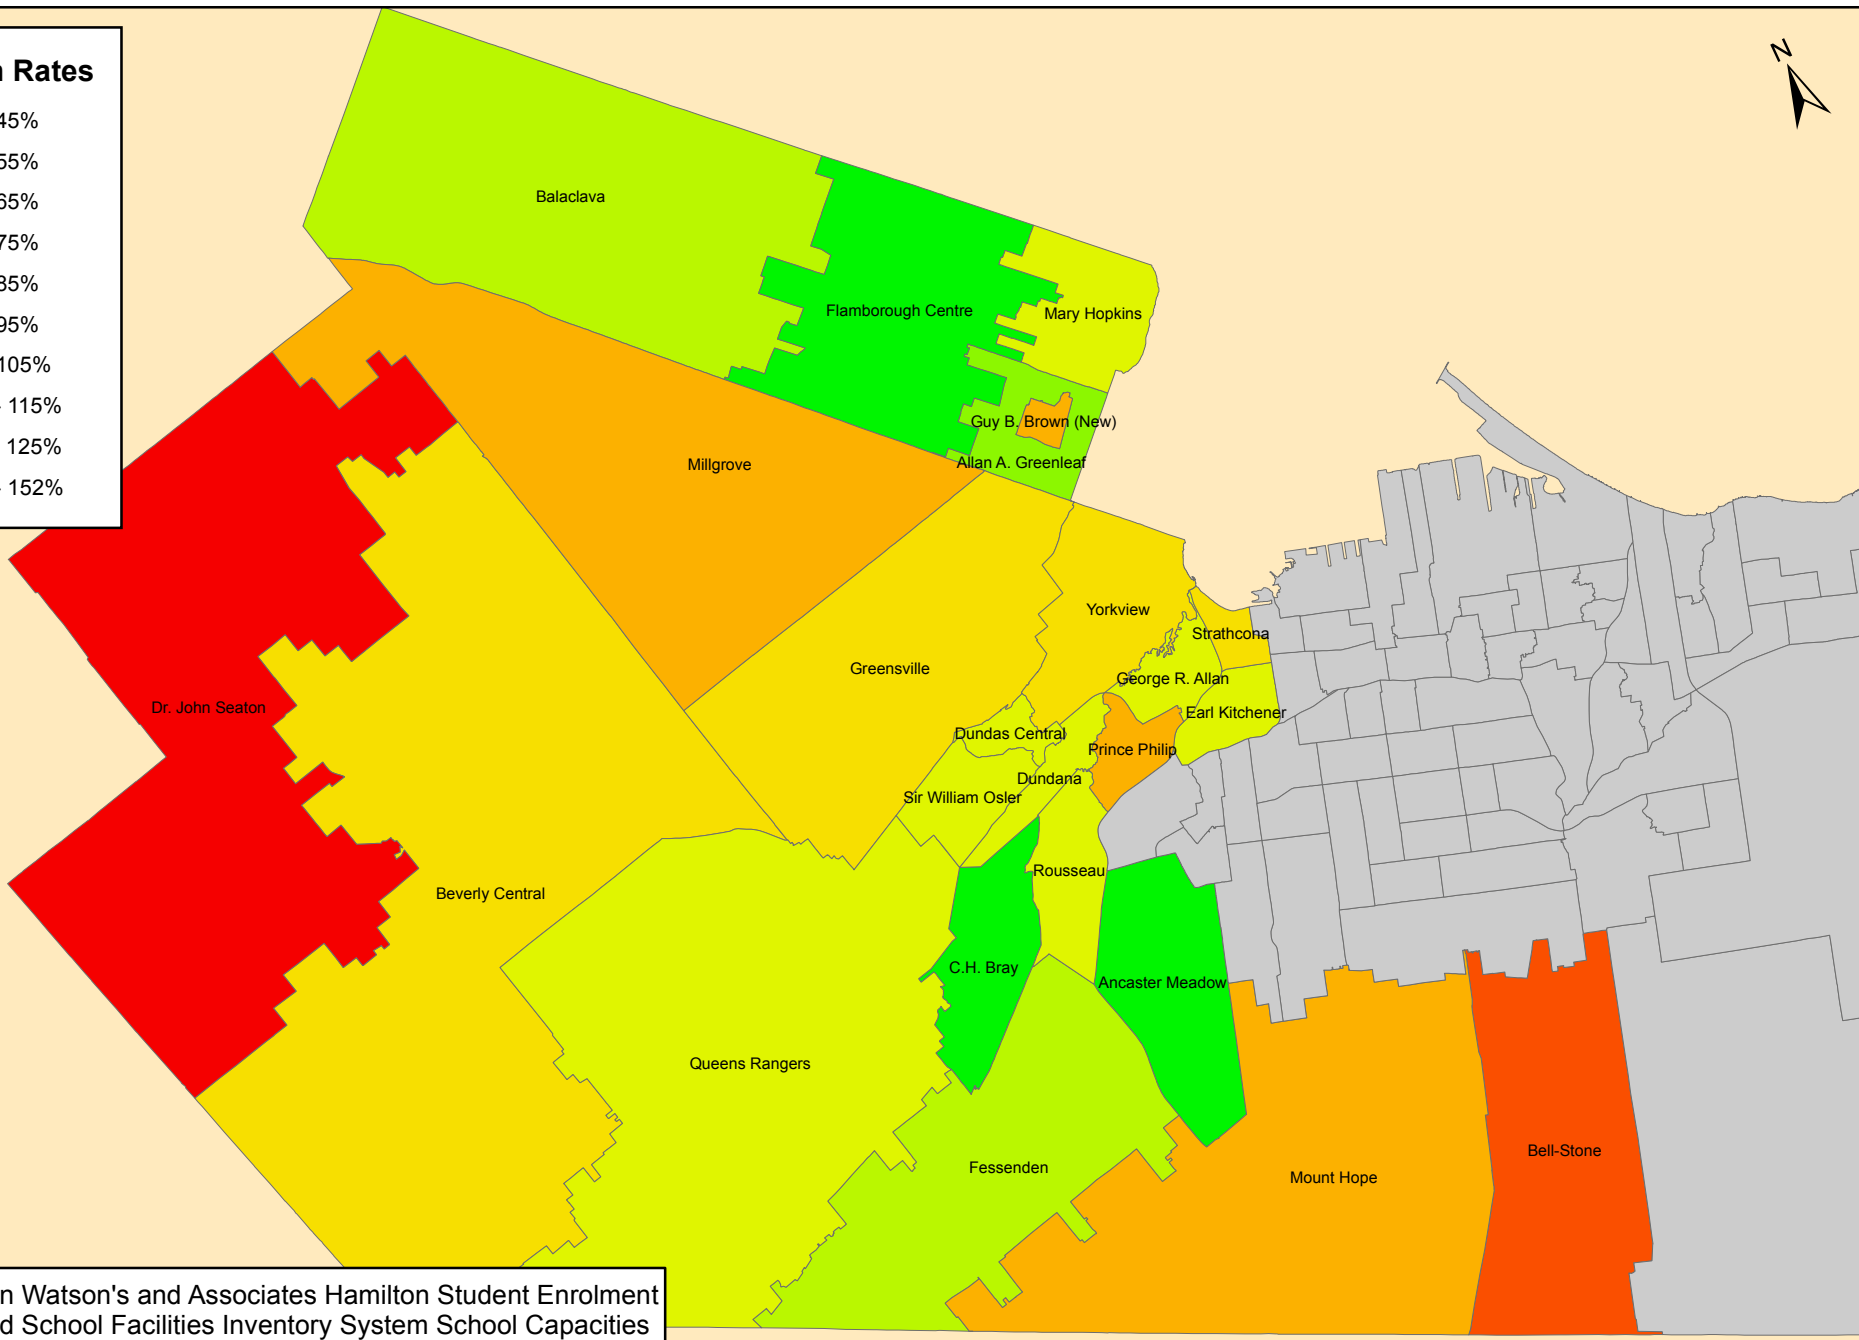 n Rates
45%
55%
65%
75%
85%
95%
105%
- 115%
125%
- 152%
N
Balaclava
Flamborough Centre
Mary Hopkins
Guy B. Brown (New)
Allan A. Greenleaf
Millgrove
Yorkview
Strathcona
Greensville
George R. Allan
Dr. John Seaton
Earl Kitchener
Dundas Central
Prince Philip
Dundana
Sir William Osler
Rousseau
Beverly Central
C.H. Bray
Ancaster Meadow
Queens Rangers
Bell-Stone
Fessenden
Mount Hope
n Watson's and Associates Hamilton Student Enrolment
d School Facilities Inventory System School Capacities